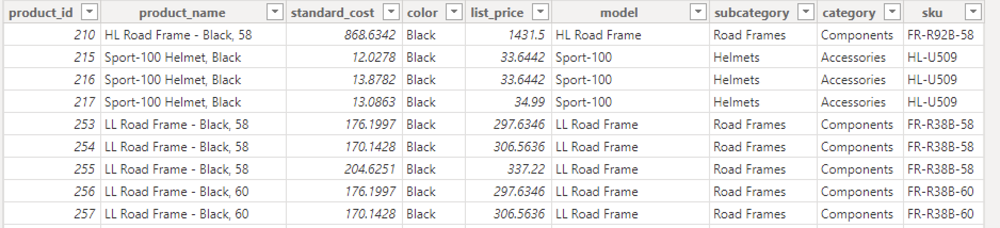 product_id product_name standard_cost color list_price model subcategory category sku
210 HL Road Frame - Black, 58 868.6342 Black 1431.5 HL Road Frame Road Frames Components FR-R92B-58
215 Sport-100 Helmet, Black 12.0278 Black 33.6442 Sport-100 Helmets Accessories HL-U509
216 Sport-100 Helmet, Black 13.8782 Black 33.6442 Sport-100 Helmets Accessories HL-U509
217 Sport-100 Helmet, Black 13.0863 Black 34.99 Sport-100 Helmets Accessories HL-U509
253 LL Road Frame - Black, 58 176.1997 Black 297.6346 LL Road Frame Road Frames Components FR-R38B-58
254 LL Road Frame - Black, 58 170.1428 Black 306.5636 LL Road Frame Road Frames Components FR-R38B-58
255 LL Road Frame - Black, 58 204.6251 Black 337.22 LL Road Frame Road Frames Components FR-R38B-58
256 LL Road Frame - Black, 60 176.1997 Black 297.6346 LL Road Frame Road Frames Components FR-R38B-60
257 LL Road Frame - Black, 60 170.1428 Black 306.5636 LL Road Frame Road Frames Components FR-R38B-60